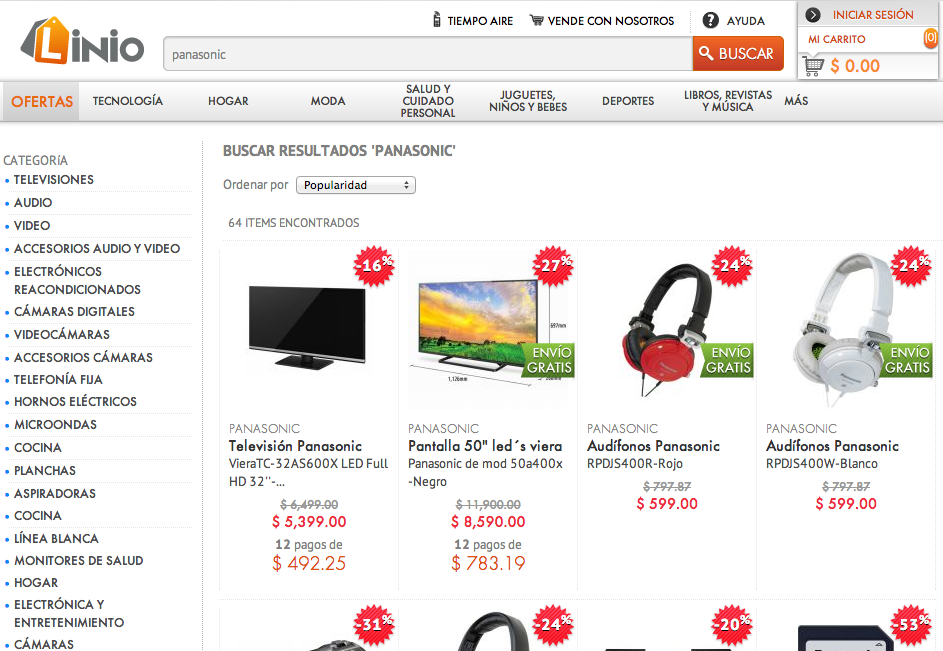 Linio
TIEMPO AIRE
VENDE CON NOSOTROS
? AYUDA
INICIAR SESIÓN
MI CARRITO
(0)
$ 0.00
panasonic
BUSCAR
OFERTAS
TECNOLOGÍA
HOGAR
MODA
SALUD Y
CUIDADO
PERSONAL
JUGUETES,
NIÑOS Y BEBES
DEPORTES
LIBROS, REVISTAS
Y MÚSICA
MÁS
CATEGORÍA
TELEVISIONES
AUDIO
VIDEO
ACCESORIOS AUDIO Y VIDEO
ELECTRÓNICOS
REACONDICIONADOS
CÁMARAS DIGITALES
VIDEOCÁMARAS
ACCESORIOS CÁMARAS
TELEFONÍA FIJA
HORNOS ELÉCTRICOS
MICROONDAS
COCINA
PLANCHAS
ASPIRADORAS
COCINA
LÍNEA BLANCA
MONITORES DE SALUD
HOGAR
ELECTRÓNICA Y
ENTRETENIMIENTO
CÁMARAS
BUSCAR RESULTADOS 'PANASONIC'
Ordenar por
Popularidad
64 ITEMS ENCONTRADOS
-16%
PANASONIC
Televisión Panasonic
VieraTC-32AS600X LED Full
HD 32''-...
$ 6,499.00
$ 5,399.00
12 pagos de
$ 492.25
-27%
697mm
1,126mm
ENVÍO
GRATIS
PANASONIC
Pantalla 50" led´s viera
Panasonic de mod 50a400x
-Negro
$ 11,900.00
$ 8,590.00
12 pagos de
$ 783.19
-24%
ENVÍO
GRATIS
PANASONIC
Audífonos Panasonic
RPDJS400R-Rojo
$ 797.87
$ 599.00
-24%
ENVÍO
GRATIS
PANASONIC
Audífonos Panasonic
RPDJS400W-Blanco
$ 797.87
$ 599.00
-31%
-24%
-20%
-53%